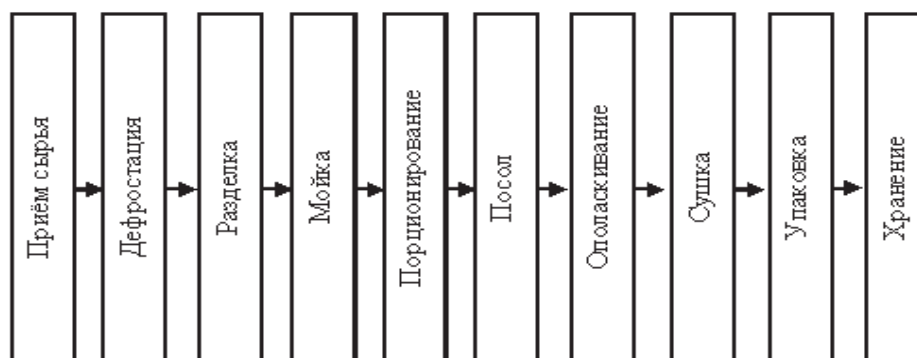 Приём сырья
Дефростация
Разделка
Мойка
Порционирование
Посол
Ополаскивание
Сушка
Упаковка
Хранение